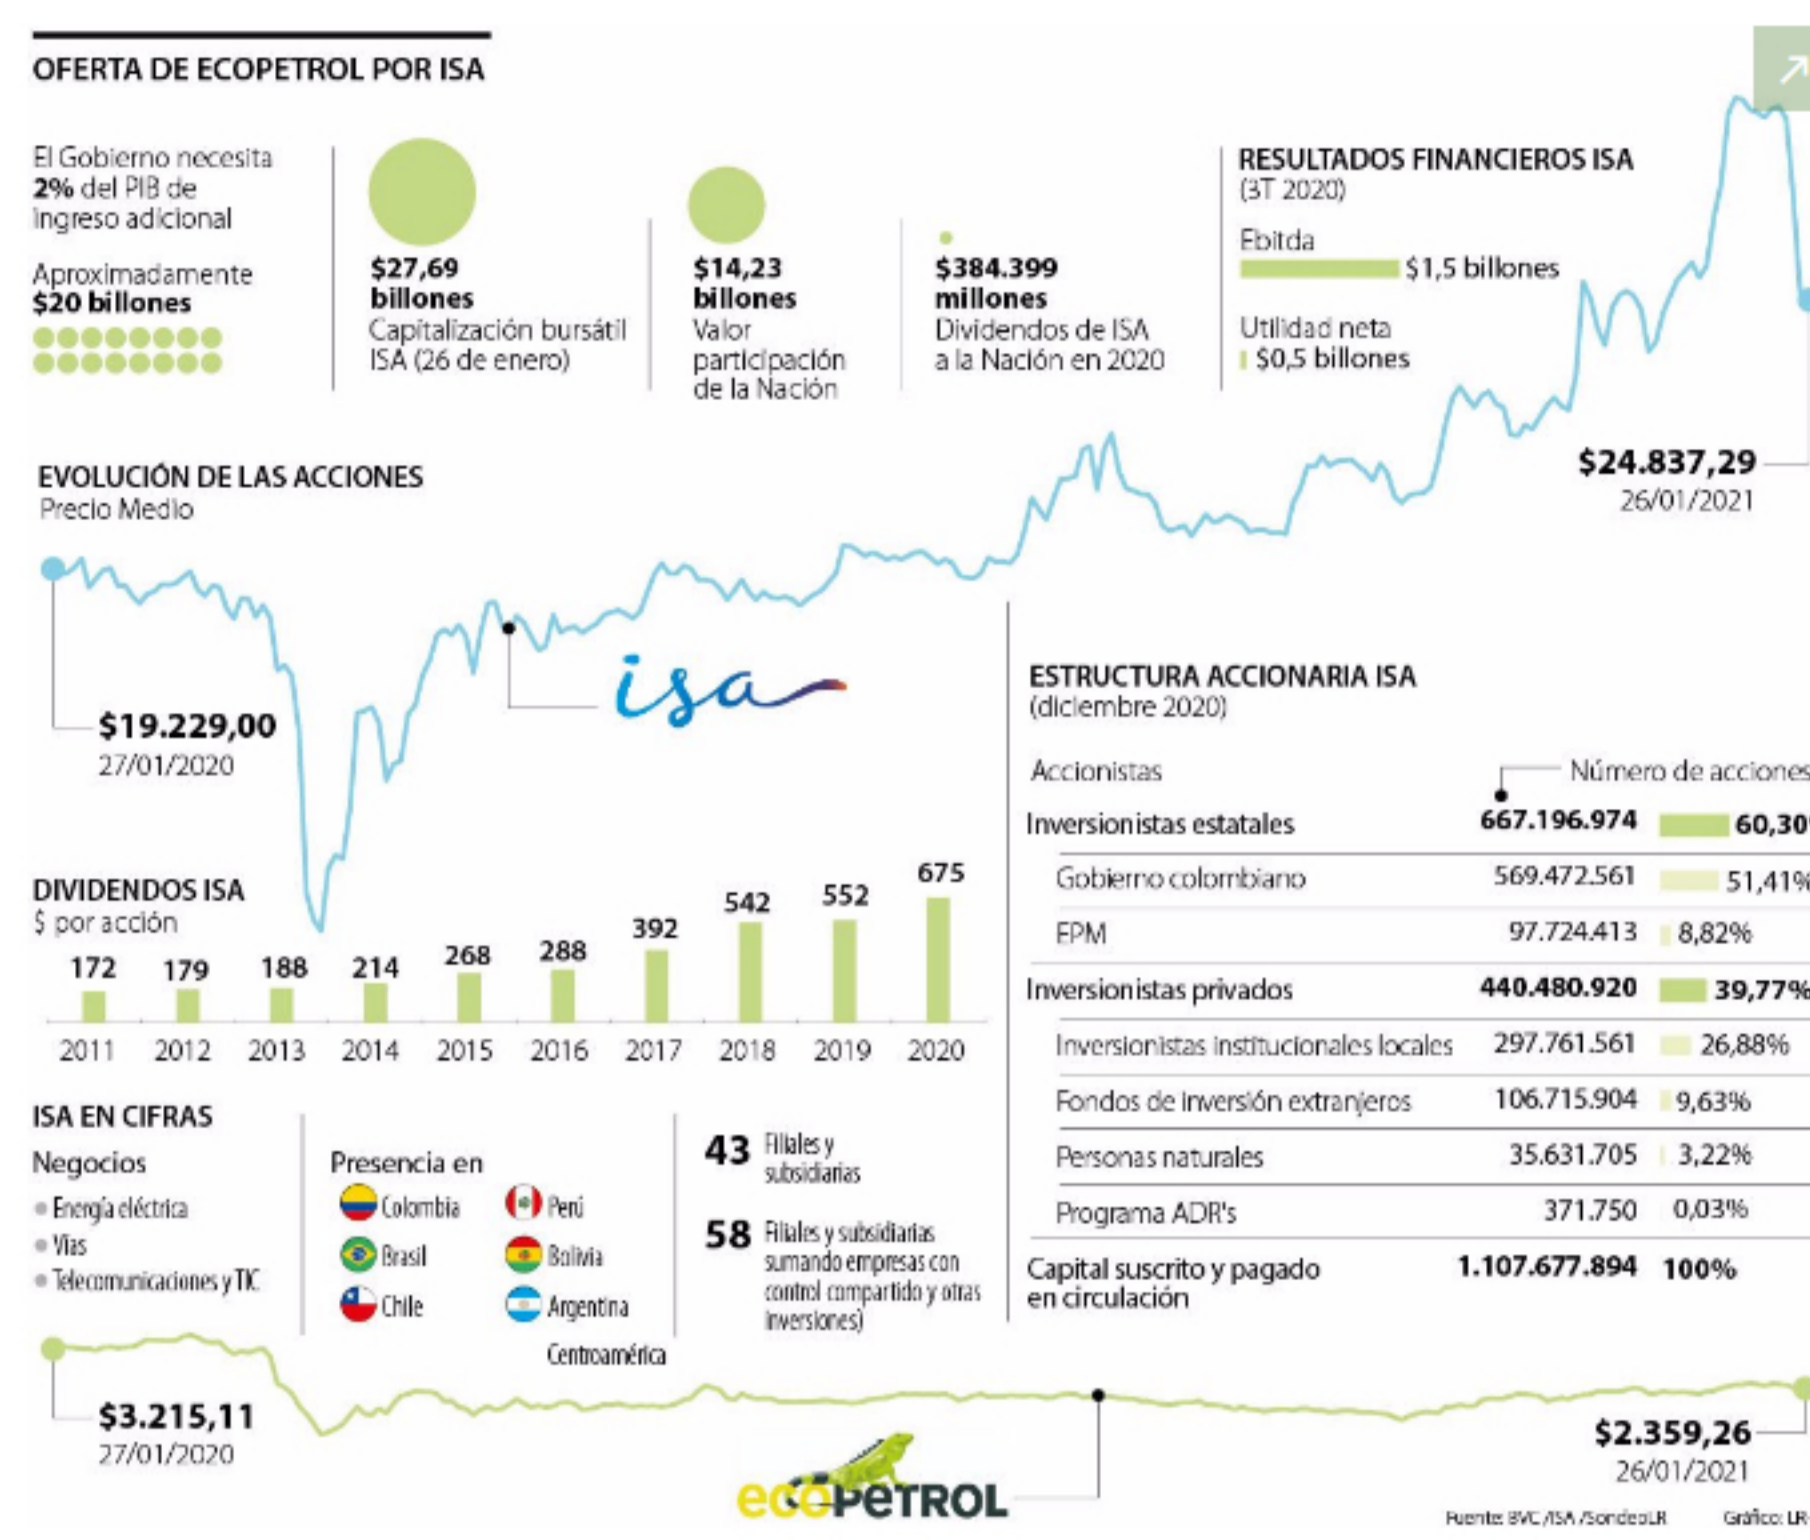 OFERTA DE ECOPETROL POR ISA
El Gobierno necesita
2% del PIB de
ingreso adicional
Aproximadamente
$20 billones
$27,69
billones
Capitalización bursátil
ISA (26 de enero)
$14,23
billones
Valor
participación
de la Nación
$384.399
millones
Dividendos de ISA
a la Nación en 2020
RESULTADOS FINANCIEROS ISA
(3T 2020)
Ebitda
$1,5 billones
Utilidad neta
$0,5 billones
EVOLUCIÓN DE LAS ACCIONES
Precio Medio
$24.837,29
26/01/2021
isa
$19.229,00
27/01/2020
DIVIDENDOS ISA
$ por acción
172 179 188 214 268 288 392 542 552 675
2011 2012 2013 2014 2015 2016 2017 2018 2019 2020
ESTRUCTURA ACCIONARIA ISA
(diciembre 2020)
Accionistas Número de acciones
Inversionistas estatales 667.196.974 60,30
Gobierno colombiano 569.472.561 51,41%
EPM 97.724.413 8,82%
Inversionistas privados 440.480.920 39,77%
Inversionistas institucionales locales 297.761.561 26,88%
Fondos de inversión extranjeros 106.715.904 9,63%
Personas naturales 35.631.705 3,22%
Programa ADR's 371.750 0,03%
Capital suscrito y pagado
en circulación 1.107.677.894 100%
ISA EN CIFRAS
Negocios
Energía eléctrica
Vías
Telecomunicaciones y TIC
Presencia en
Colombia Perú
Brasil Bolivia
Chile Argentina
Centroamérica
43 Filiales y
subsidiarias
58 Filiales y subsidiarias
sumando empresas con
control compartido y otras
inversiones)
$3.215,11
27/01/2020
ecoPeTROL
$2.359,26
26/01/2021
Fuente: BVC /ISA /SondeoLR Gráfico: LR